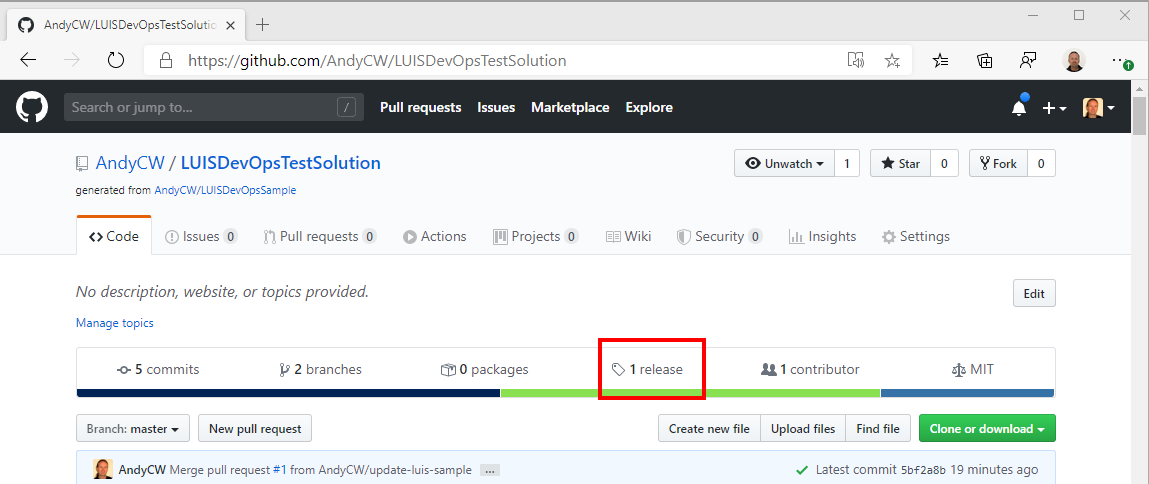 AndyCW/LUISDevOpsTestSolution
https://github.com/AndyCW/LUISDevOpsTestSolution
Search or jump to... / Pull requests Issues Marketplace Explore
AndyCW / LUISDevOpsTestSolution Unwatch 1 Star 0 Fork 0
generated from AndyCW/LUISDevOpsSample
Code Issues 0 Pull requests 0 Actions Projects 0 Wiki Security 0 Insights Settings
No description, website, or topics provided. Edit
Manage topics
5 commits 2 branches 0 packages 1 release 1 contributor MIT
Branch: master New pull request Create new file Upload files Find file Clone or download
AndyCW Merge pull request #1 from AndyCW/update-luis-sample ... Latest commit 5bf2a8b 19 minutes ago